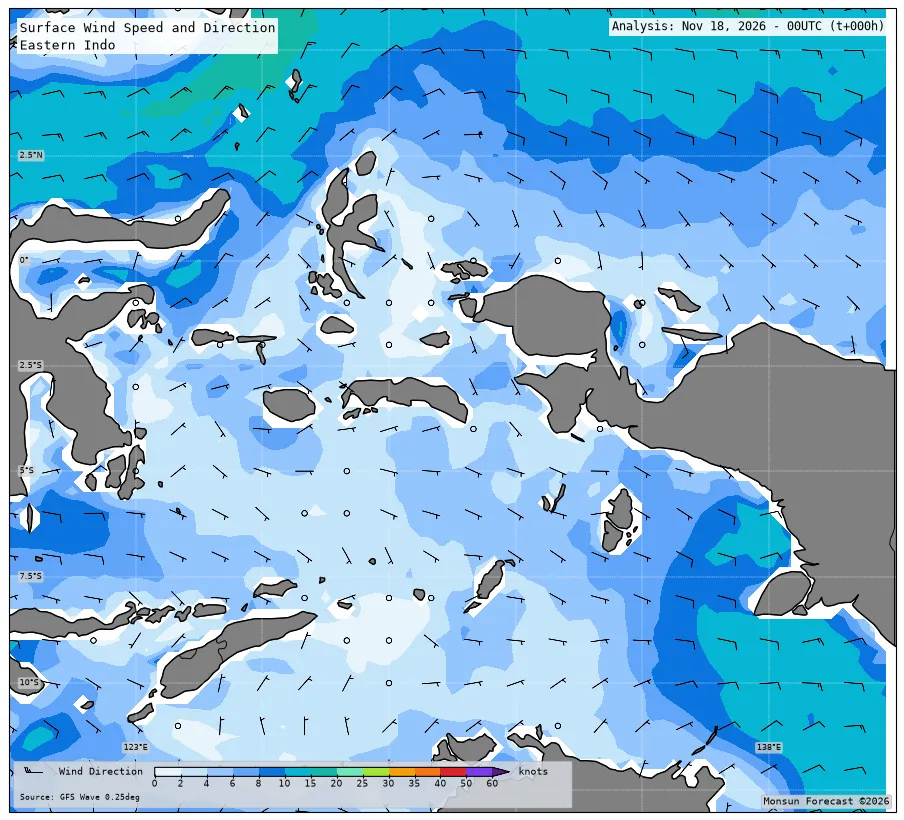 Surface Wind Speed and Direction
Eastern Indo
Analysis: Nov 18, 2026 - 00UTC (t+000h)
2.5°N
0°
2.5°S
5°S
7.5°S
10°S
123°E
138°E
Wind Direction
0 2 4 6 8 10 15 20 25 30 35 40 50 60 knots
Source: GFS Wave 0.25deg
Monsun Forecast ©2026